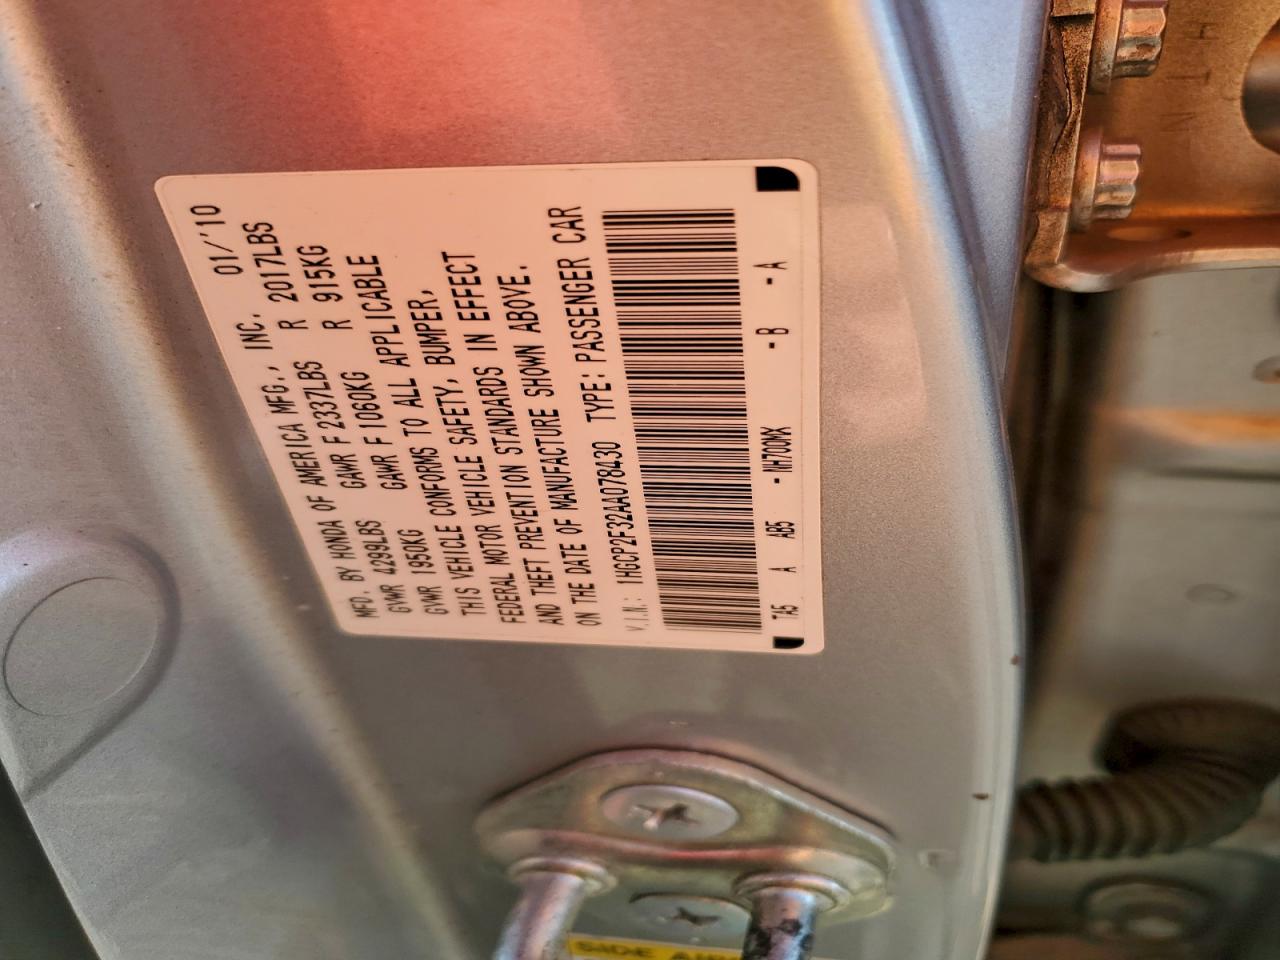 MFD. BY HONDA OF AMERICA MFG., INC. 01/'10
GVWR 4299LBS GAWR F 2337LBS R 2017LBS
GVWR 1950KG GAWR F 1060KG R 915KG
THIS VEHICLE CONFORMS TO ALL APPLICABLE
FEDERAL MOTOR VEHICLE SAFETY, BUMPER,
AND THEFT PREVENTION STANDARDS IN EFFECT
ON THE DATE OF MANUFACTURE SHOWN ABOVE.
V.I.N.: 1HGCP2F32AA078430 TYPE: PASSENGER CAR
TA5 A AB5 -NH700MX -B -A
SIDE